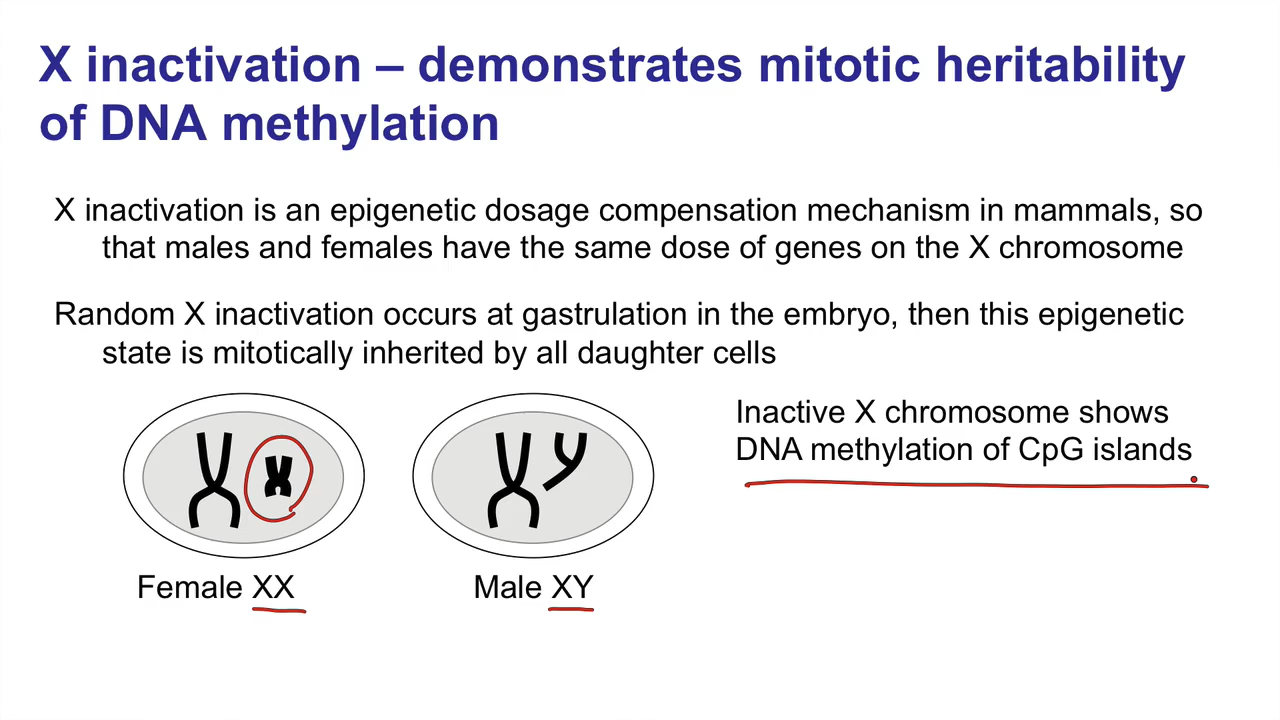 X inactivation – demonstrates mitotic heritability
of DNA methylation
X inactivation is an epigenetic dosage compensation mechanism in mammals, so
that males and females have the same dose of genes on the X chromosome
Random X inactivation occurs at gastrulation in the embryo, then this epigenetic
state is mitotically inherited by all daughter cells
Inactive X chromosome shows
DNA methylation of CpG islands
Female XX
Male XY